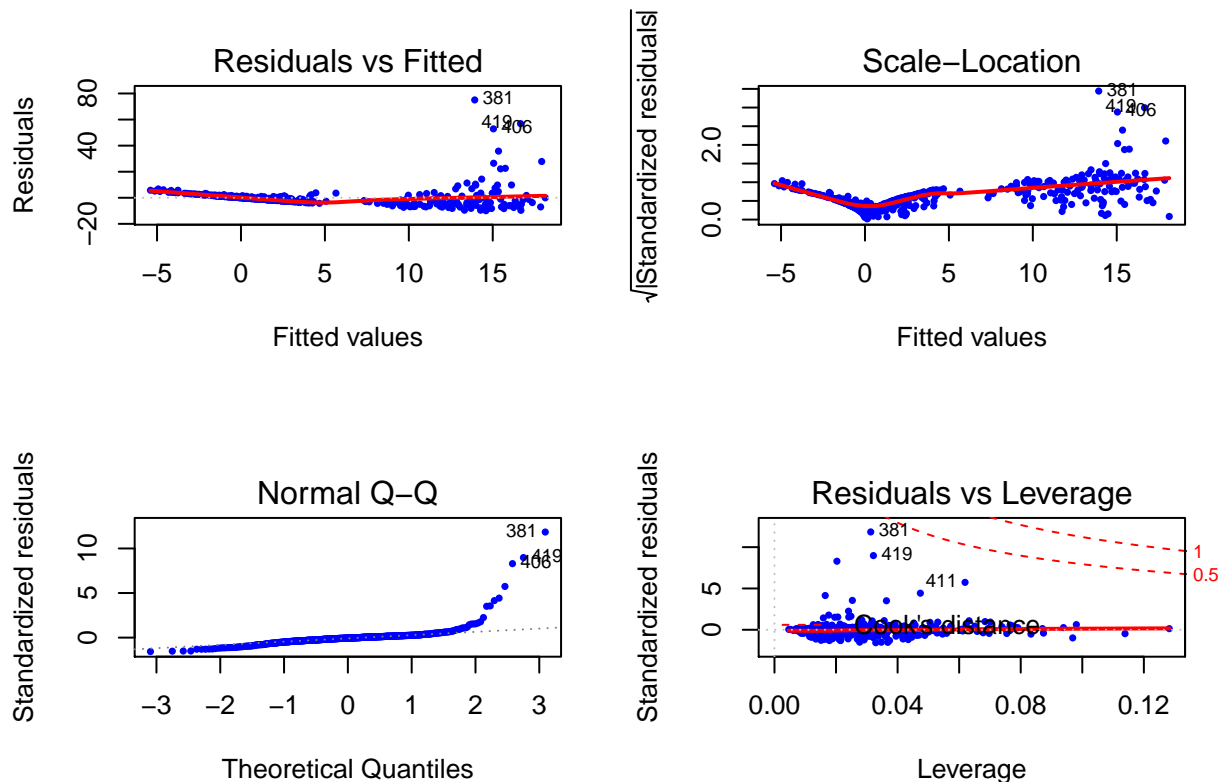 Residuals vs Fitted
Residuals
80
40
−20
381
419
406
−5 0 5 10 15
Fitted values
Scale−Location
√|Standardized residuals|
2.0
0.0
381
419
406
−5 0 5 10 15
Fitted values
Normal Q−Q
Standardized residuals
10
5
0
381
419
406
−3 −2 −1 0 1 2 3
Theoretical Quantiles
Residuals vs Leverage
Standardized residuals
5
0
381
419
411
1
0.5
Cook's distance
0.00 0.04 0.08 0.12
Leverage